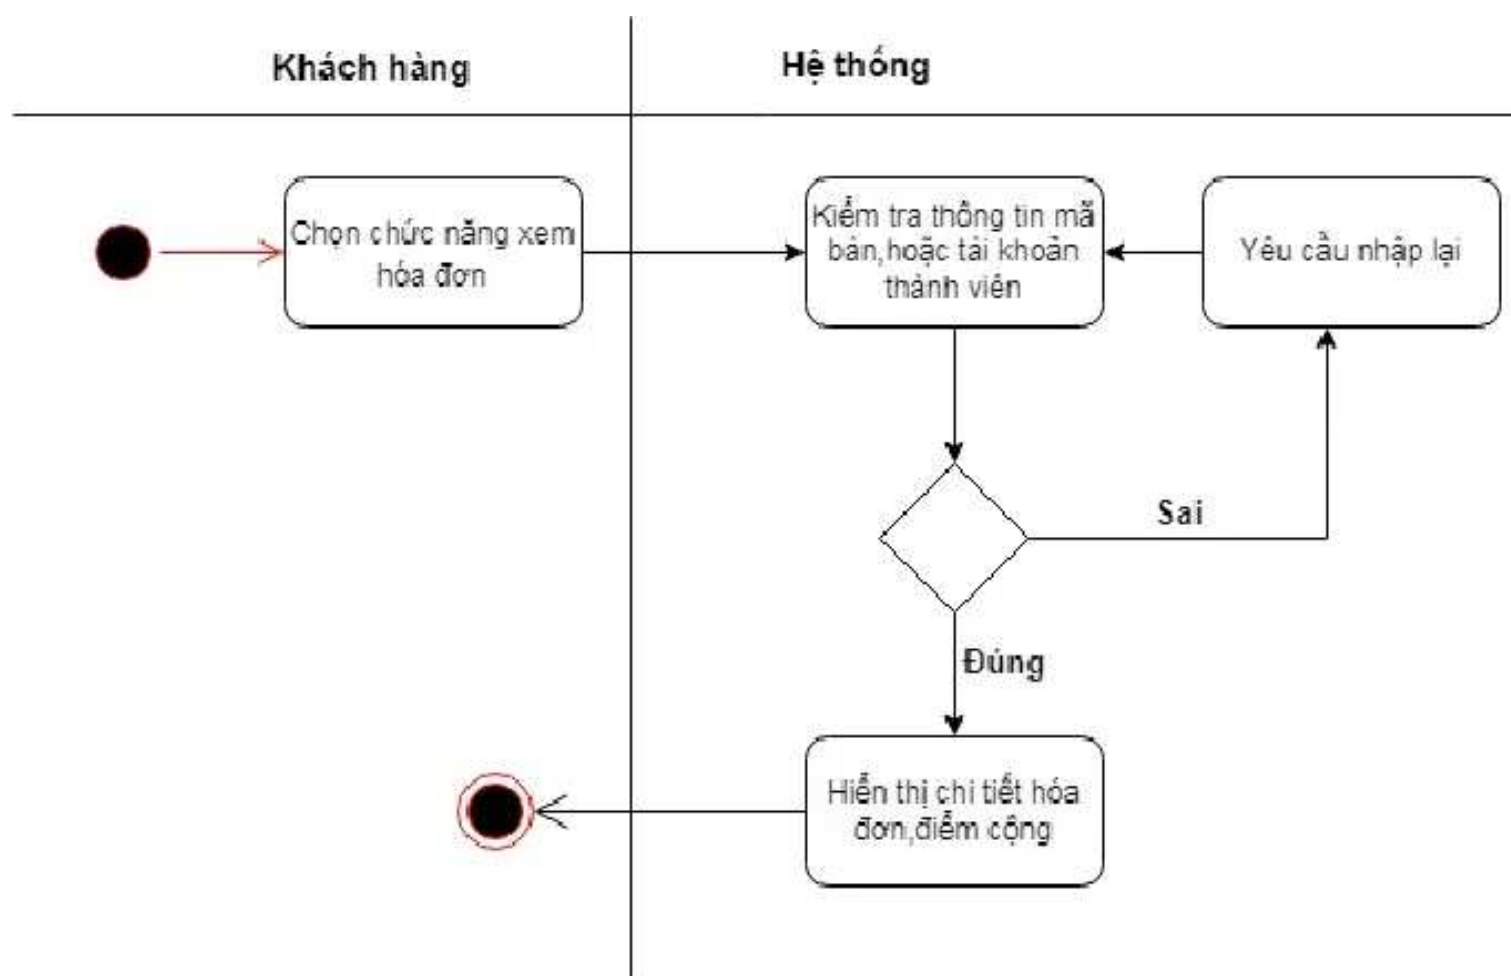 Khách hàng
Hệ thống
Chọn chức năng xem
hóa đơn
Kiểm tra thông tin mã
bàn,hoặc tài khoản
thành viên
Yêu cầu nhập lại
Sai
Đúng
Hiển thị chi tiết hóa
đơn,điểm cộng